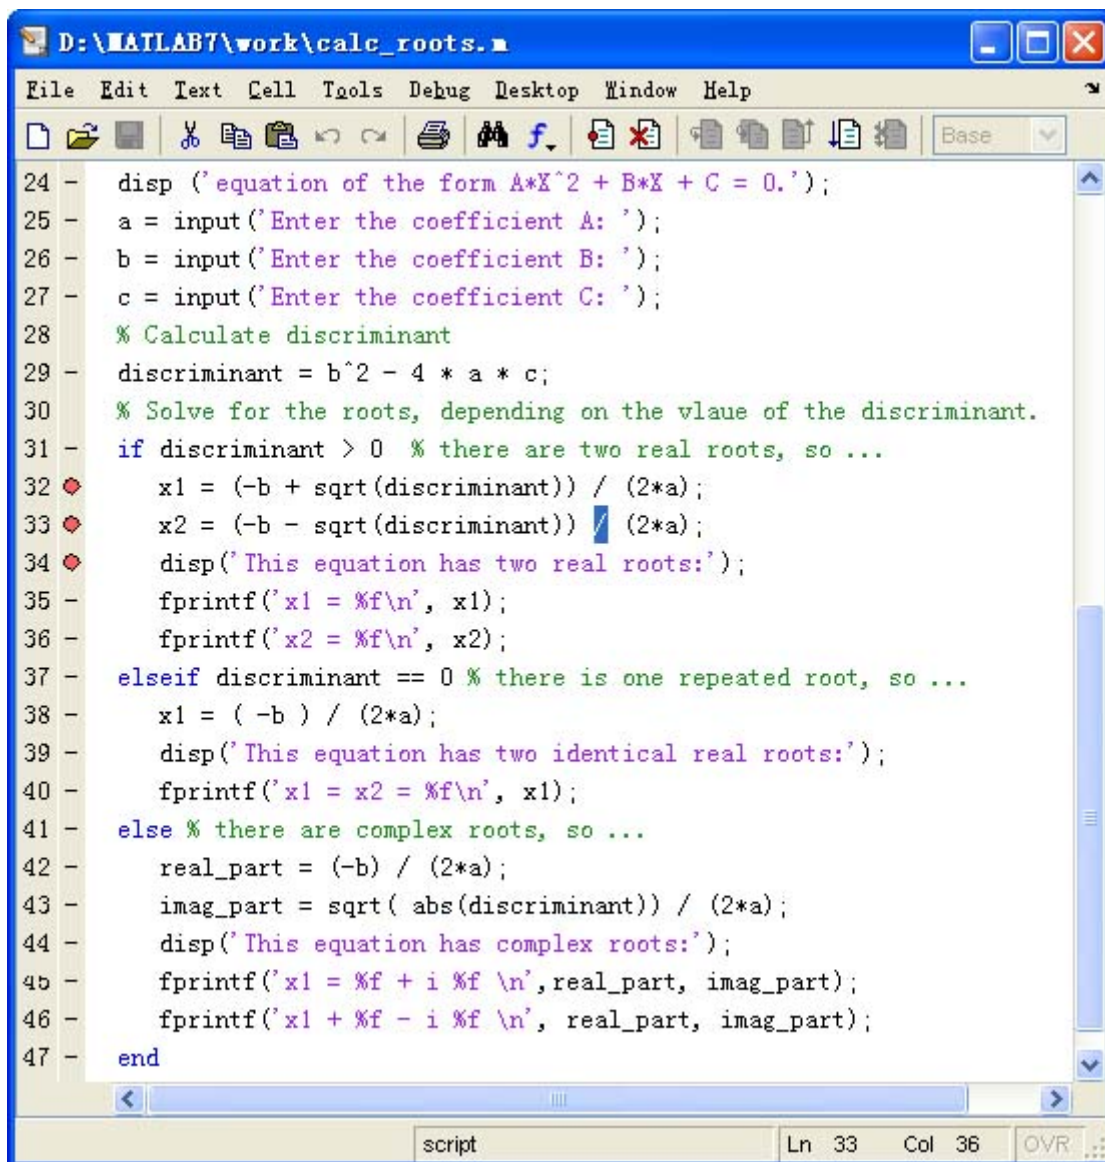 D:\MATLAB7\work\calc_roots.m
File Edit Text Cell Tools Debug Desktop Window Help
Base
24 - disp ('equation of the form A*X^2 + B*X + C = 0.');
25 - a = input('Enter the coefficient A: ');
26 - b = input('Enter the coefficient B: ');
27 - c = input('Enter the coefficient C: ');
28 % Calculate discriminant
29 - discriminant = b^2 - 4 * a * c;
30 % Solve for the roots, depending on the vlaue of the discriminant.
31 - if discriminant > 0 % there are two real roots, so ...
32 x1 = (-b + sqrt(discriminant)) / (2*a);
33 x2 = (-b - sqrt(discriminant)) / (2*a);
34 disp('This equation has two real roots:');
35 - fprintf('x1 = %f\n', x1);
36 - fprintf('x2 = %f\n', x2);
37 - elseif discriminant == 0 % there is one repeated root, so ...
38 - x1 = ( -b ) / (2*a);
39 - disp('This equation has two identical real roots:');
40 - fprintf('x1 = x2 = %f\n', x1);
41 - else % there are complex roots, so ...
42 - real_part = (-b) / (2*a);
43 - imag_part = sqrt( abs(discriminant)) / (2*a);
44 - disp('This equation has complex roots:');
45 - fprintf('x1 = %f + i %f \n',real_part, imag_part);
46 - fprintf('x1 + %f - i %f \n', real_part, imag_part);
47 - end
script Ln 33 Col 36 OVR